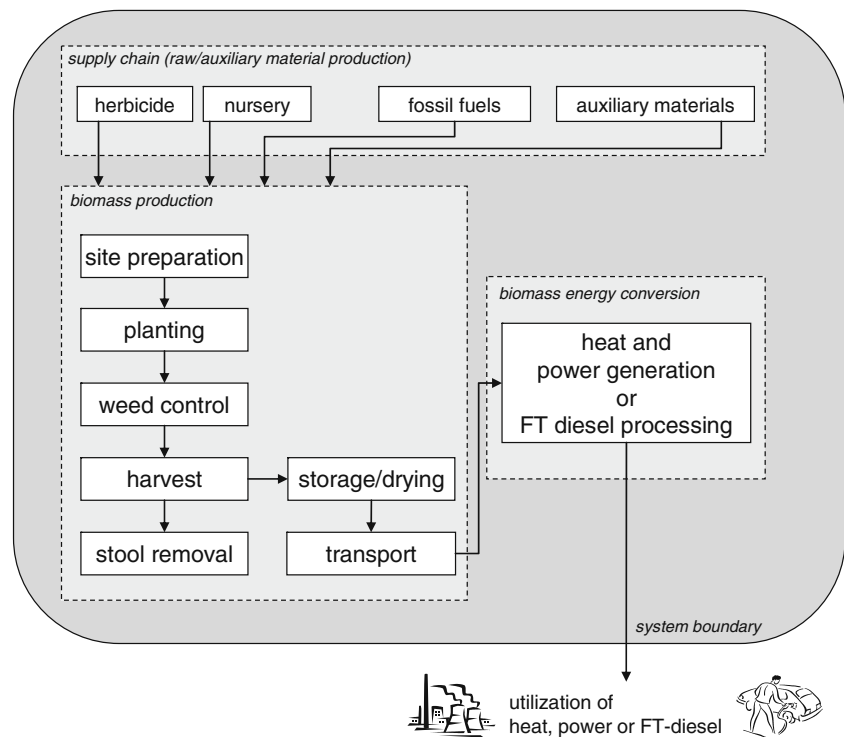 supply chain (raw/auxiliary material production)
herbicide
nursery
fossil fuels
auxiliary materials
biomass production
site preparation
planting
weed control
harvest
storage/drying
stool removal
transport
biomass energy conversion
heat and
power generation
or
FT diesel processing
system boundary
utilization of
heat, power or FT-diesel